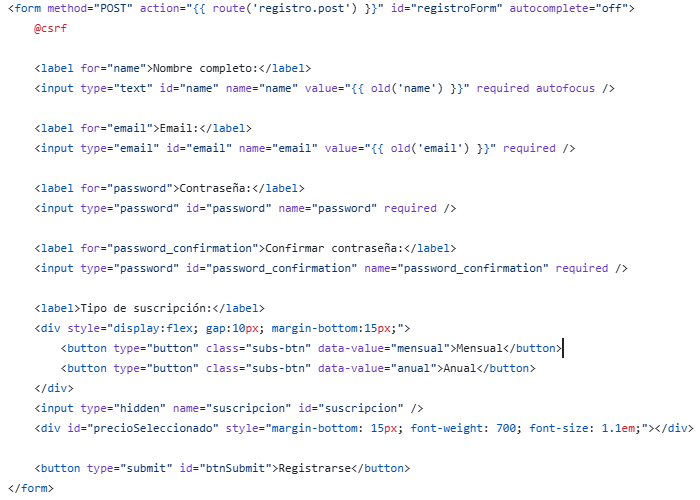 <form method="POST" action="{{ route('registro.post') }}" id="registroForm" autocomplete="off">
@csrf
<label for="name">Nombre completo:</label>
<input type="text" id="name" name="name" value="{{ old('name') }}" required autofocus />
<label for="email">Email:</label>
<input type="email" id="email" name="email" value="{{ old('email') }}" required />
<label for="password">Contraseña:</label>
<input type="password" id="password" name="password" required />
<label for="password_confirmation">Confirmar contraseña:</label>
<input type="password" id="password_confirmation" name="password_confirmation" required />
<label>Tipo de suscripción:</label>
<div style="display:flex; gap:10px; margin-bottom:15px;">
<button type="button" class="subs-btn" data-value="mensual">Mensual</button>
<button type="button" class="subs-btn" data-value="anual">Anual</button>
</div>
<input type="hidden" name="suscripcion" id="suscripcion" />
<div id="precioSeleccionado" style="margin-bottom: 15px; font-weight: 700; font-size: 1.1em;"></div>
<button type="submit" id="btnSubmit">Registrarse</button>
</form>